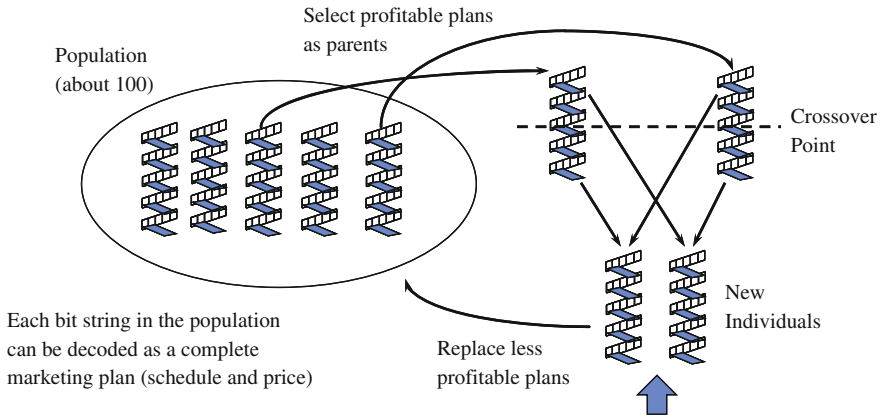 Select profitable plans
as parents
Population
(about 100)
Crossover
Point
New
Individuals
Each bit string in the population
can be decoded as a complete
marketing plan (schedule and price)
Replace less
profitable plans